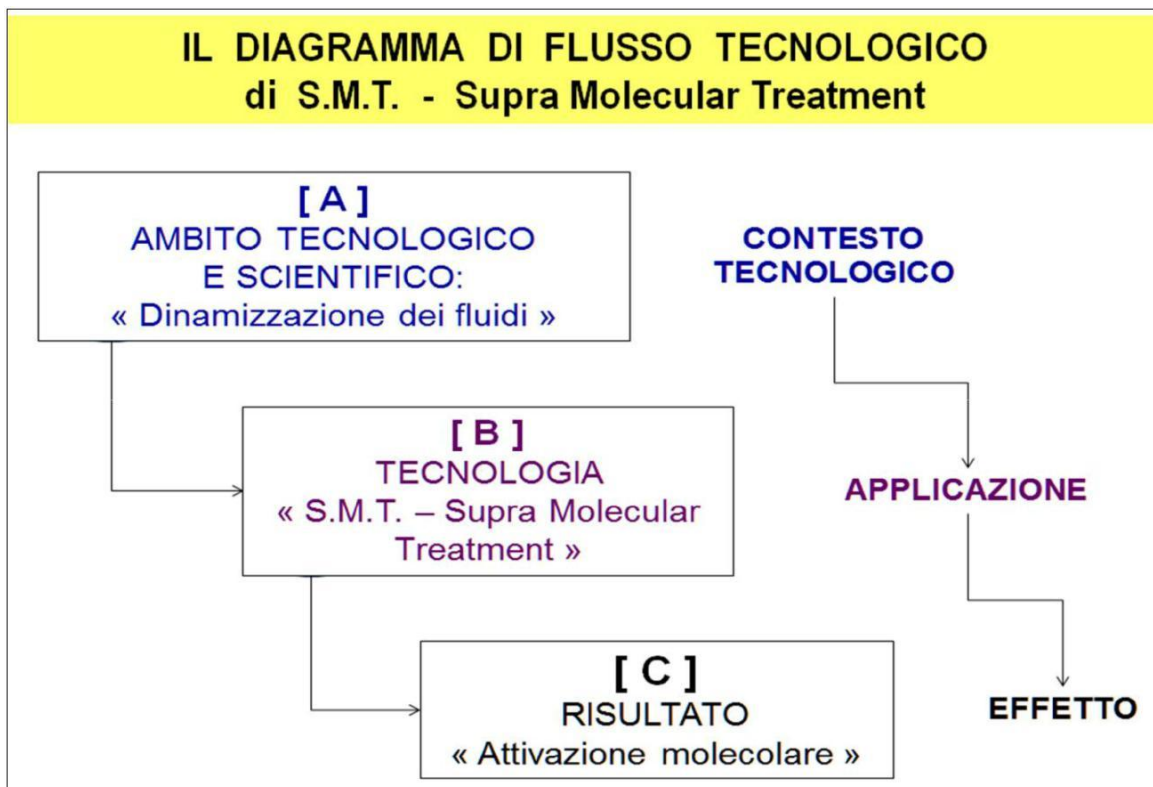 IL DIAGRAMMA DI FLUSSO TECNOLOGICO
di S.M.T. - Supra Molecular Treatment
[ A ]
AMBITO TECNOLOGICO
E SCIENTIFICO:
« Dinamizzazione dei fluidi »
CONTESTO
TECNOLOGICO
[ B ]
TECNOLOGIA
« S.M.T. – Supra Molecular
Treatment »
APPLICAZIONE
[ C ]
RISULTATO
« Attivazione molecolare »
EFFETTO